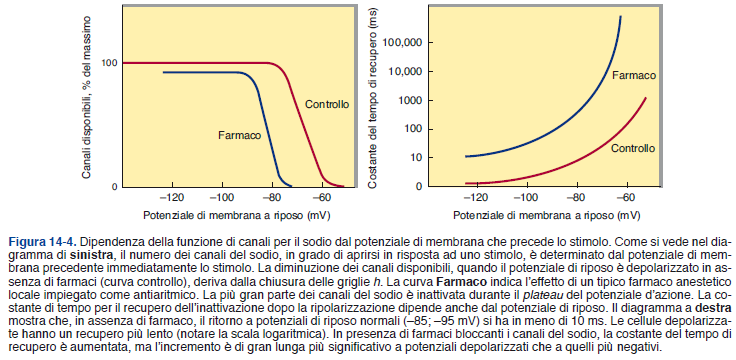 Canali disponibili, % del massimo
100
0
Farmaco
Controllo
–120
–100
–80
–60
Potenziale di membrana a riposo (mV)
Costante del tempo di recupero (ms)
100,000
10,000
1000
100
10
0
Farmaco
Controllo
–120
–100
–80
–60
Potenziale di membrana a riposo (mV)
Figura 14-4. Dipendenza della funzione di canali per il sodio dal potenziale di membrana che precede lo stimolo. Come si vede nel dia-
gramma di sinistra, il numero dei canali del sodio, in grado di aprirsi in risposta ad uno stimolo, è determinato dal potenziale di mem-
brana precedente immediatamente lo stimolo. La diminuzione dei canali disponibili, quando il potenziale di riposo è depolarizzato in as-
senza di farmaci (curva controllo), deriva dalla chiusura delle griglie h. La curva Farmaco indica l'effetto di un tipico farmaco anestetico
locale impiegato come antiaritmico. La più gran parte dei canali del sodio è inattivata durante il plateau del potenziale d'azione. La co-
stante di tempo per il recupero dell'inattivazione dopo la ripolarizzazione dipende anche dal potenziale di riposo. Il diagramma a destra
mostra che, in assenza di farmaco, il ritorno a potenziali di riposo normali (–85; –95 mV) si ha in meno di 10 ms. Le cellule depolarizza-
te hanno un recupero più lento (notare la scala logaritmica). In presenza di farmaci bloccanti i canali del sodio, la costante del tempo di
recupero è aumentata, ma l'incremento è di gran lunga più significativo a potenziali depolarizzati che a quelli più negativi.